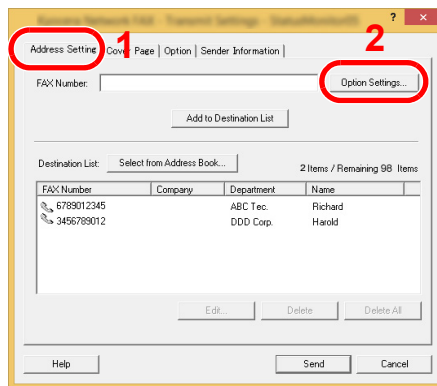 ? ×
Address Setting Cover Page Option Sender Information
1 2
FAX Number: Option Settings...
Add to Destination List
Destination List: Select from Address Book... 2 Items / Remaining 98 Items
FAX Number Company Department Name
6789012345 ABC Tec. Richard
3456789012 DDD Corp. Harold
Edit... Delete Delete All
Help Send Cancel